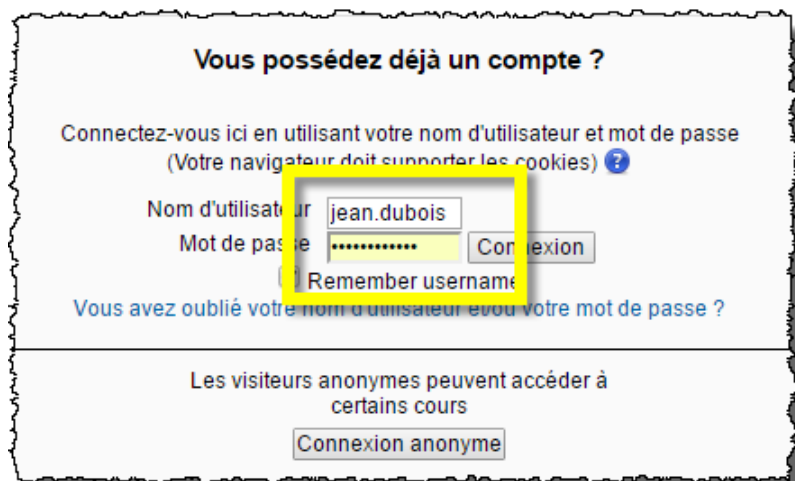 Vous possédez déjà un compte ?
Connectez-vous ici en utilisant votre nom d'utilisateur et mot de passe
(Votre navigateur doit supporter les cookies) ?
Nom d'utilisateur jean.dubois
Mot de passe •••••••••••• Connexion
Remember username
Vous avez oublié votre nom d'utilisateur et/ou votre mot de passe ?
Les visiteurs anonymes peuvent accéder à
certains cours
Connexion anonyme